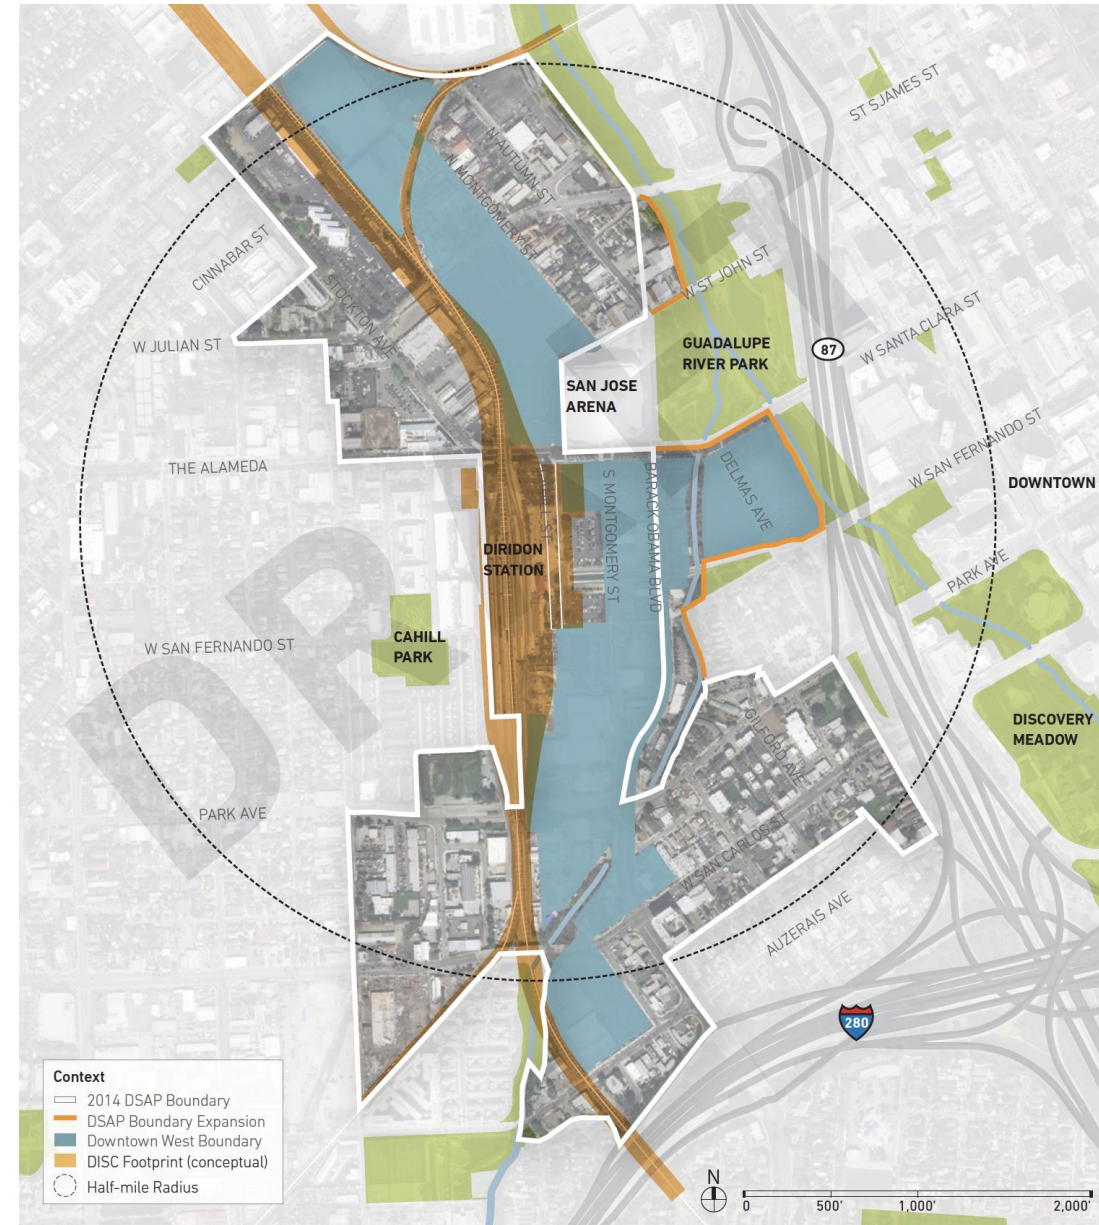 ST SJAMES ST
N AUTUMN ST
N MONTGOMERY ST
CINNABAR ST
W ST JOHN ST
STOCKTON AVE
W JULIAN ST
GUADALUPE
RIVER PARK
87
W SANTA CLARA ST
SAN JOSE
ARENA
THE ALAMEDA
W SAN FERNANDO ST
DOWNTOWN
DELMAS AVE
S MONTGOMERY ST
BARACK OBAMA BLVD
DIRIDON
STATION
PARK AVE
CAHILL
PARK
W SAN FERNANDO ST
DISCOVERY
MEADOW
GILFORD AVE
PARK AVE
W SAN CARLOS ST
AUZERAIS AVE
280
DRAFT
Context
2014 DSAP Boundary
DSAP Boundary Expansion
Downtown West Boundary
DISC Footprint (conceptual)
Half-mile Radius
N
0 500' 1,000' 2,000'